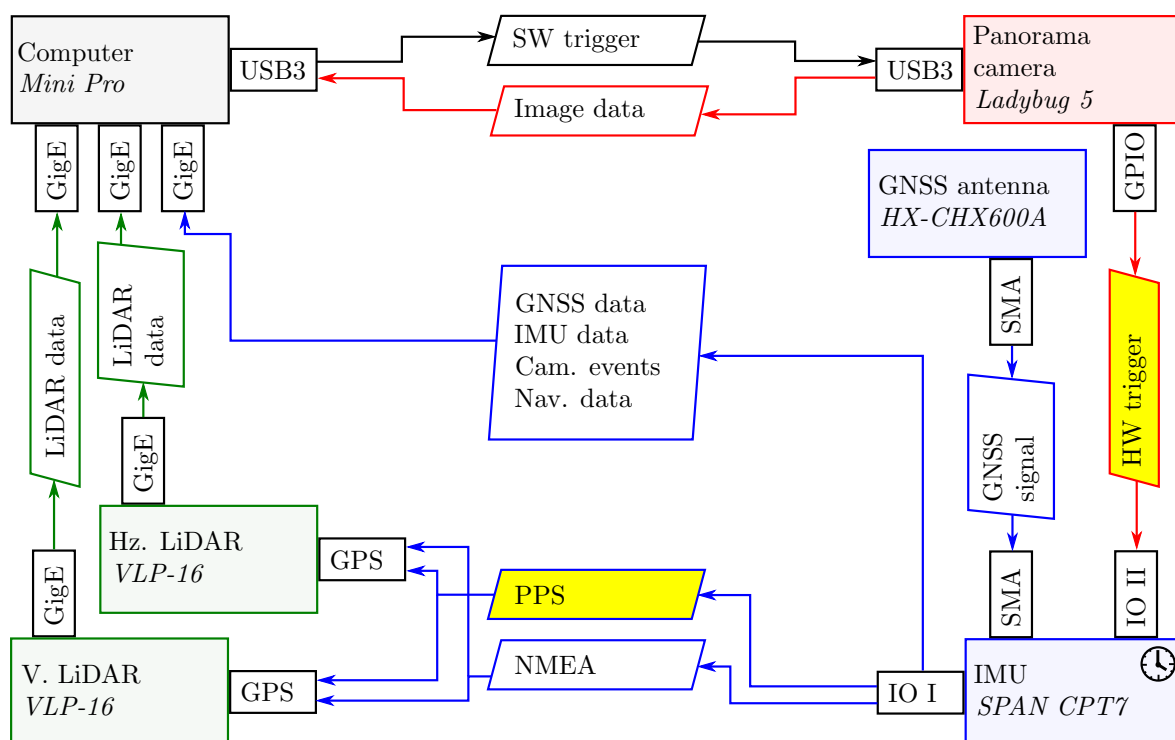 Computer
Mini Pro
USB3
SW trigger
Image data
USB3
Panorama
camera
Ladybug 5
GigE
GigE
GigE
GPIO
GNSS antenna
HX-CHX600A
SMA
LiDAR data
LiDAR
data
GNSS data
IMU data
Cam. events
Nav. data
HW trigger
GNSS
signal
GigE
Hz. LiDAR
VLP-16
GPS
PPS
GigE
SMA
IO II
V. LiDAR
VLP-16
GPS
NMEA
IO I
IMU
SPAN CPT7